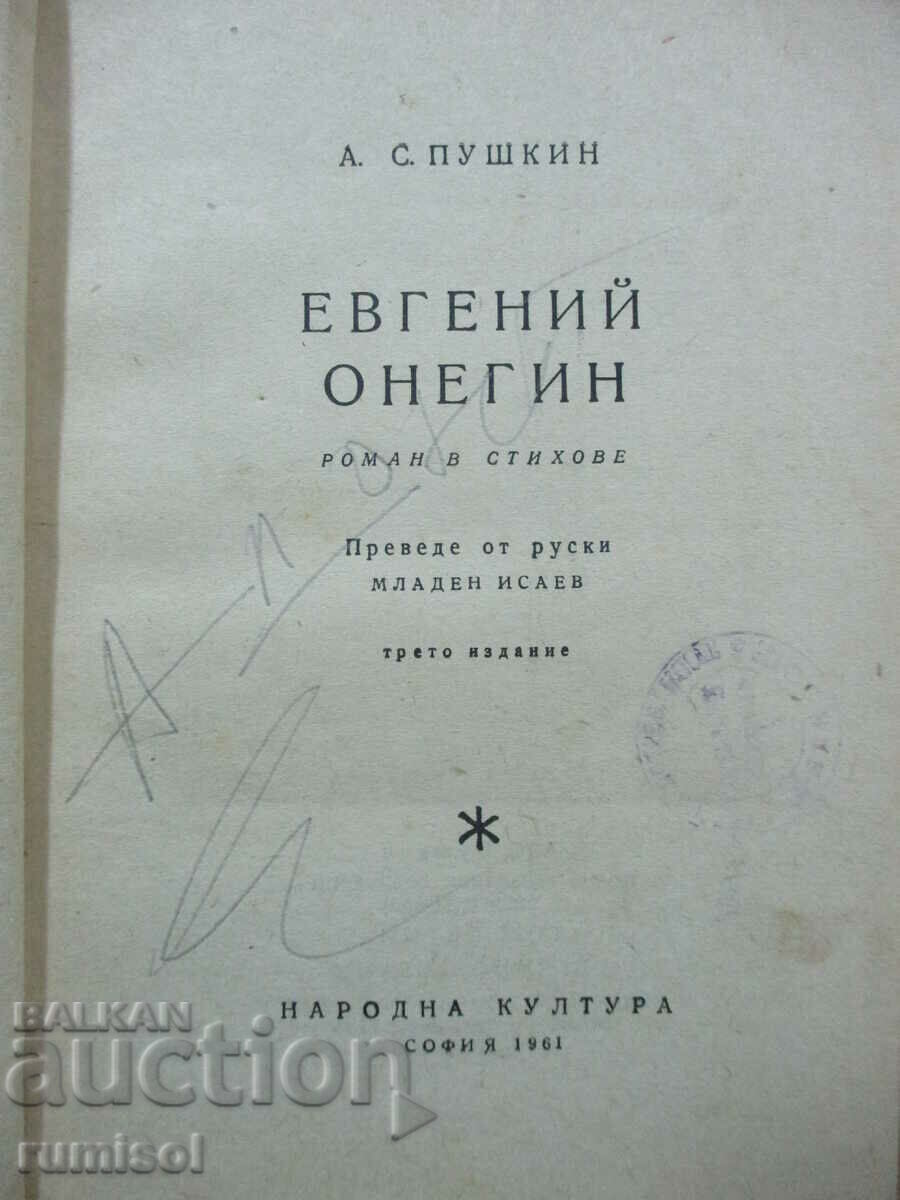 А. С. ПУШКИН
ЕВГЕНИЙ
ОНЕГИН
РОМАН В СТИХОВЕ
Преведе от руски
МЛАДЕН ИСАЕВ
трето издание
*
НАРОДНА КУЛТУРА
СОФИЯ 1961
BALKAN
auction
rumisol